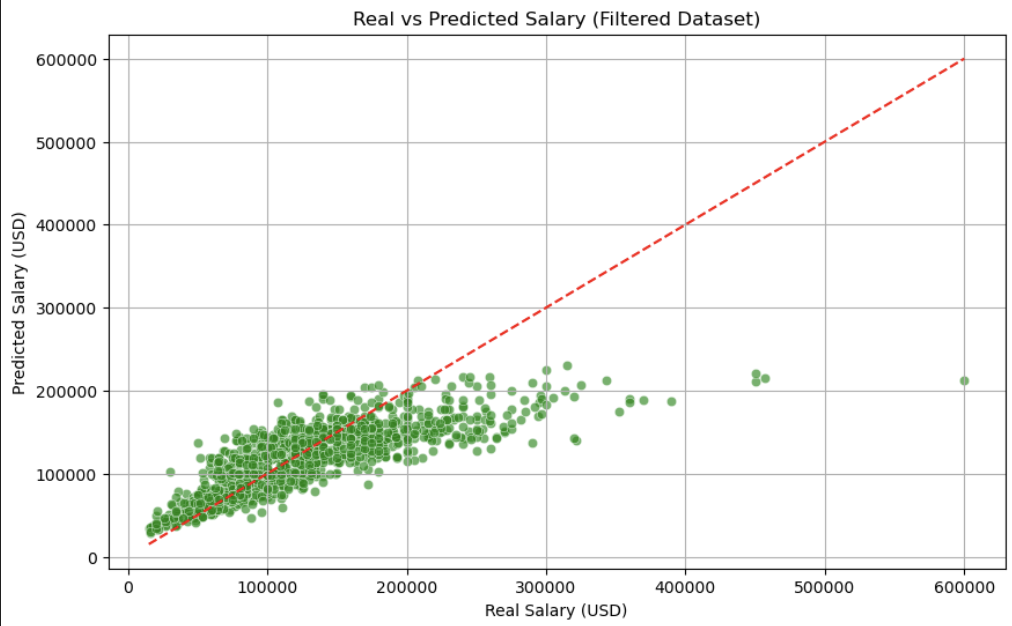 Real vs Predicted Salary (Filtered Dataset)
600000
500000
400000
300000
200000
100000
0
Predicted Salary (USD)
0 100000 200000 300000 400000 500000 600000
Real Salary (USD)